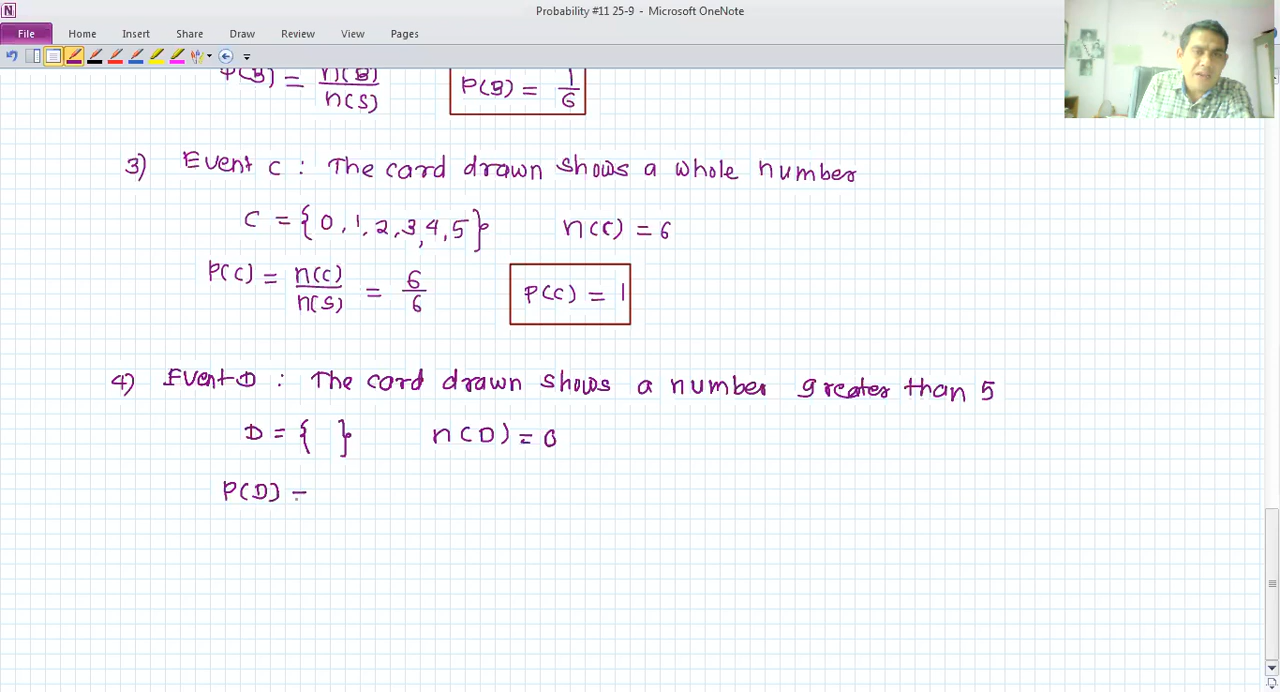 Probability #11 25-9 - Microsoft OneNote
File Home Insert Share Draw Review View Pages
P(B) = n(B)/n(S) P(B) = 1/6
3) Event C : The card drawn shows a whole number
C = {0, 1, 2, 3, 4, 5} n(C) = 6
P(C) = n(C)/n(S) = 6/6 P(C) = 1
4) Event D : The card drawn shows a number greater than 5
D = { } n(D) = 0
P(D) =